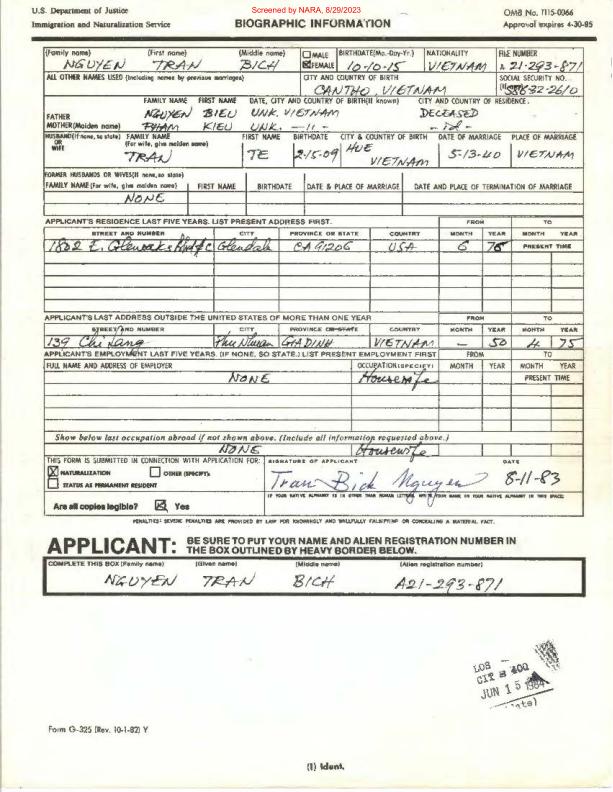 Screened by NARA, 8/29/2023
U.S. Department of Justice
Immigration and Naturalization Service
BIOGRAPHIC INFORMATION
OMB No. 1115-0066
Approval expires 4-30-85
(Family name) (First name) (Middle name) MALE FEMALE BIRTHDATE(Mo.-Day-Yr.) NATIONALITY FILE NUMBER
NGUYEN TRAN BICH 10-10-15 VIETNAM A 21-293-871
ALL OTHER NAMES USED (Including names by previous marriages) CITY AND COUNTRY OF BIRTH SOCIAL SECURITY NO.
CANTHO, VIETNAM
FAMILY NAME FIRST NAME DATE, CITY AND COUNTRY OF BIRTH(If known) CITY AND COUNTRY OF RESIDENCE.
FATHER NGUYEN BIEU UNK. VIETNAM DECEASED
MOTHER(Maiden name) PHAM KIEU UNK. -11- -id-
HUSBAND(If none, so state) OR WIFE FAMILY NAME (For wife, give maiden name) FIRST NAME BIRTHDATE CITY & COUNTRY OF BIRTH DATE OF MARRIAGE PLACE OF MARRIAGE
TRAN TE 2-15-09 HUE VIETNAM 5-13-40 VIETNAM
FORMER HUSBANDS OR WIVES(If none, so state)
FAMILY NAME (For wife, give maiden name) FIRST NAME BIRTHDATE DATE & PLACE OF MARRIAGE DATE AND PLACE OF TERMINATION OF MARRIAGE
NONE
APPLICANT'S RESIDENCE LAST FIVE YEARS. LIST PRESENT ADDRESS FIRST. FROM TO
STREET AND NUMBER CITY PROVINCE OR STATE COUNTRY MONTH YEAR MONTH YEAR
1802 E. Glenoaks Glendale CA 91206 USA 6 75 PRESENT TIME
APPLICANT'S LAST ADDRESS OUTSIDE THE UNITED STATES OF MORE THAN ONE YEAR FROM TO
STREET AND NUMBER CITY PROVINCE OR STATE COUNTRY MONTH YEAR MONTH YEAR
139 Chi Lang Phu Nhuan GIADINH VIETNAM - 50 4 75
APPLICANT'S EMPLOYMENT LAST FIVE YEARS. (IF NONE, SO STATE.) LIST PRESENT EMPLOYMENT FIRST FROM TO
FULL NAME AND ADDRESS OF EMPLOYER OCCUPATION(SPECIFY) MONTH YEAR MONTH YEAR
NONE Housewife PRESENT TIME
Show below last occupation abroad if not shown above. (Include all information requested above.)
NONE Housewife
THIS FORM IS SUBMITTED IN CONNECTION WITH APPLICATION FOR: SIGNATURE OF APPLICANT DATE
NATURALIZATION OTHER (SPECIFY):
STATUS AS PERMANENT RESIDENT
Tran Bich Nguyen 8-11-83
Are all copies legible? Yes
IF YOUR NATIVE ALPHABET IS IN OTHER THAN ROMAN LETTERS, WRITE YOUR NAME IN YOUR NATIVE ALPHABET IN THIS SPACE:
PENALTIES: SEVERE PENALTIES ARE PROVIDED BY LAW FOR KNOWINGLY AND WILLFULLY FALSIFYING OR CONCEALING A MATERIAL FACT.
APPLICANT: BE SURE TO PUT YOUR NAME AND ALIEN REGISTRATION NUMBER IN
THE BOX OUTLINED BY HEAVY BORDER BELOW.
COMPLETE THIS BOX (Family name) (Given name) (Middle name) (Alien registration number)
NGUYEN TRAN BICH A21-293-871
LOS
CIT 400
JUN 15 1984
Form G-325 (Rev. 10-1-82) Y
(1) Ident.